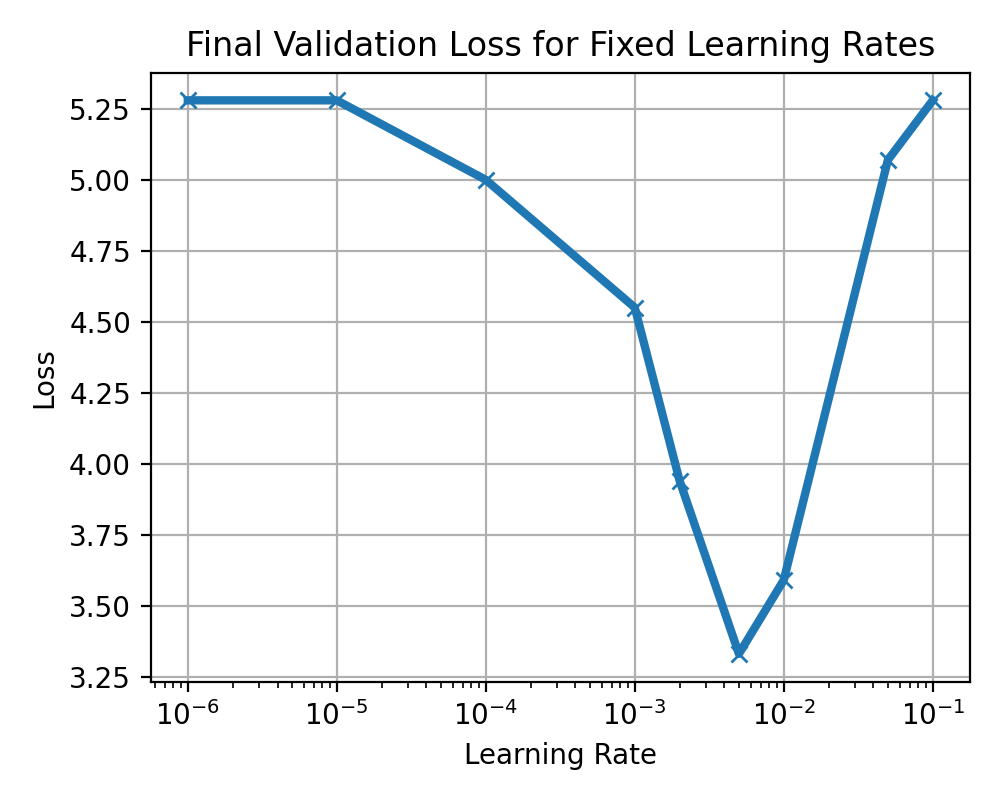 Final Validation Loss for Fixed Learning Rates
5.25
5.00
4.75
4.50
4.25
4.00
3.75
3.50
3.25
Loss
10⁻⁶ 10⁻⁵ 10⁻⁴ 10⁻³ 10⁻² 10⁻¹
Learning Rate